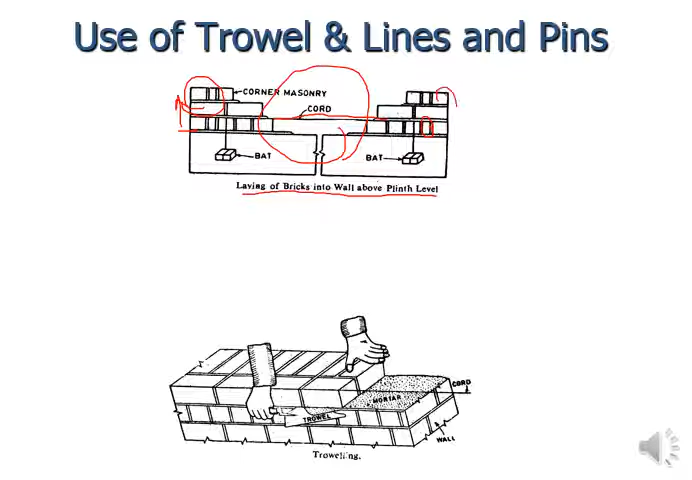 Use of Trowel & Lines and Pins
CORNER MASONRY
CORD
BAT
BAT
Laying of Bricks into Wall above Plinth Level
CORD
MORTAR
TROWEL
WALL
Trowelling.